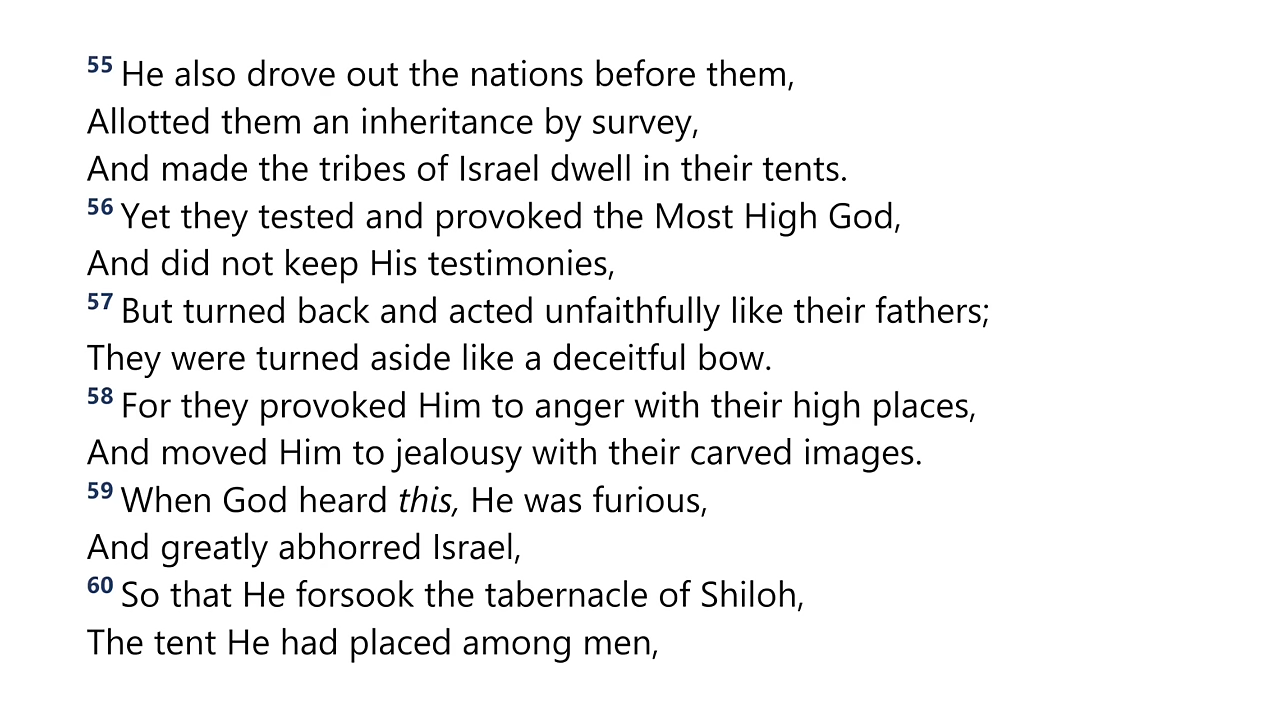 55 He also drove out the nations before them,
Allotted them an inheritance by survey,
And made the tribes of Israel dwell in their tents.
56 Yet they tested and provoked the Most High God,
And did not keep His testimonies,
57 But turned back and acted unfaithfully like their fathers;
They were turned aside like a deceitful bow.
58 For they provoked Him to anger with their high places,
And moved Him to jealousy with their carved images.
59 When God heard this, He was furious,
And greatly abhorred Israel,
60 So that He forsook the tabernacle of Shiloh,
The tent He had placed among men,